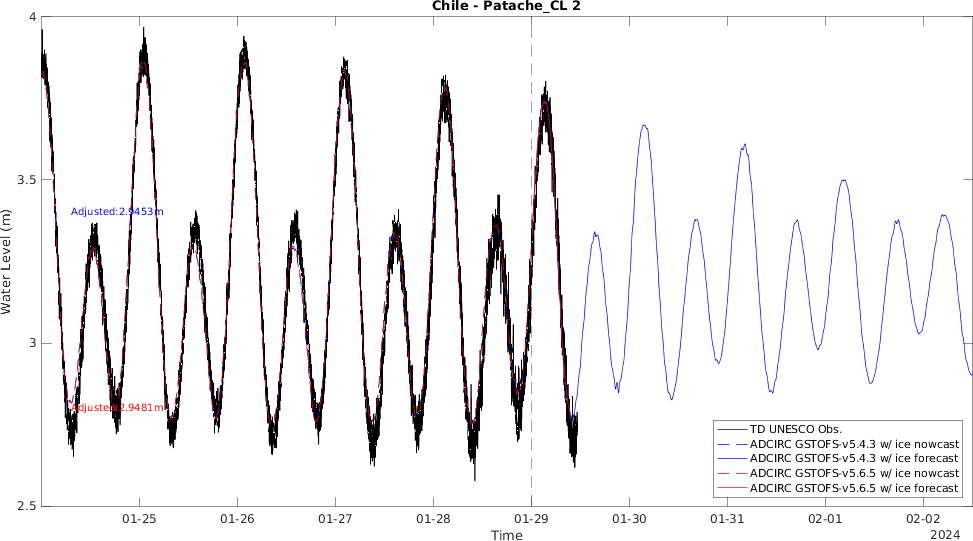 Chile - Patache_CL 2
4
3.5
3
2.5
Water Level (m)
Adjusted:2.9453m
Adjusted:2.9481m
TD UNESCO Obs.
ADCIRC GSTOFS-v5.4.3 w/ ice nowcast
ADCIRC GSTOFS-v5.4.3 w/ ice forecast
ADCIRC GSTOFS-v5.6.5 w/ ice nowcast
ADCIRC GSTOFS-v5.6.5 w/ ice forecast
01-25 01-26 01-27 01-28 01-29 01-30 01-31 02-01 02-02
Time
2024